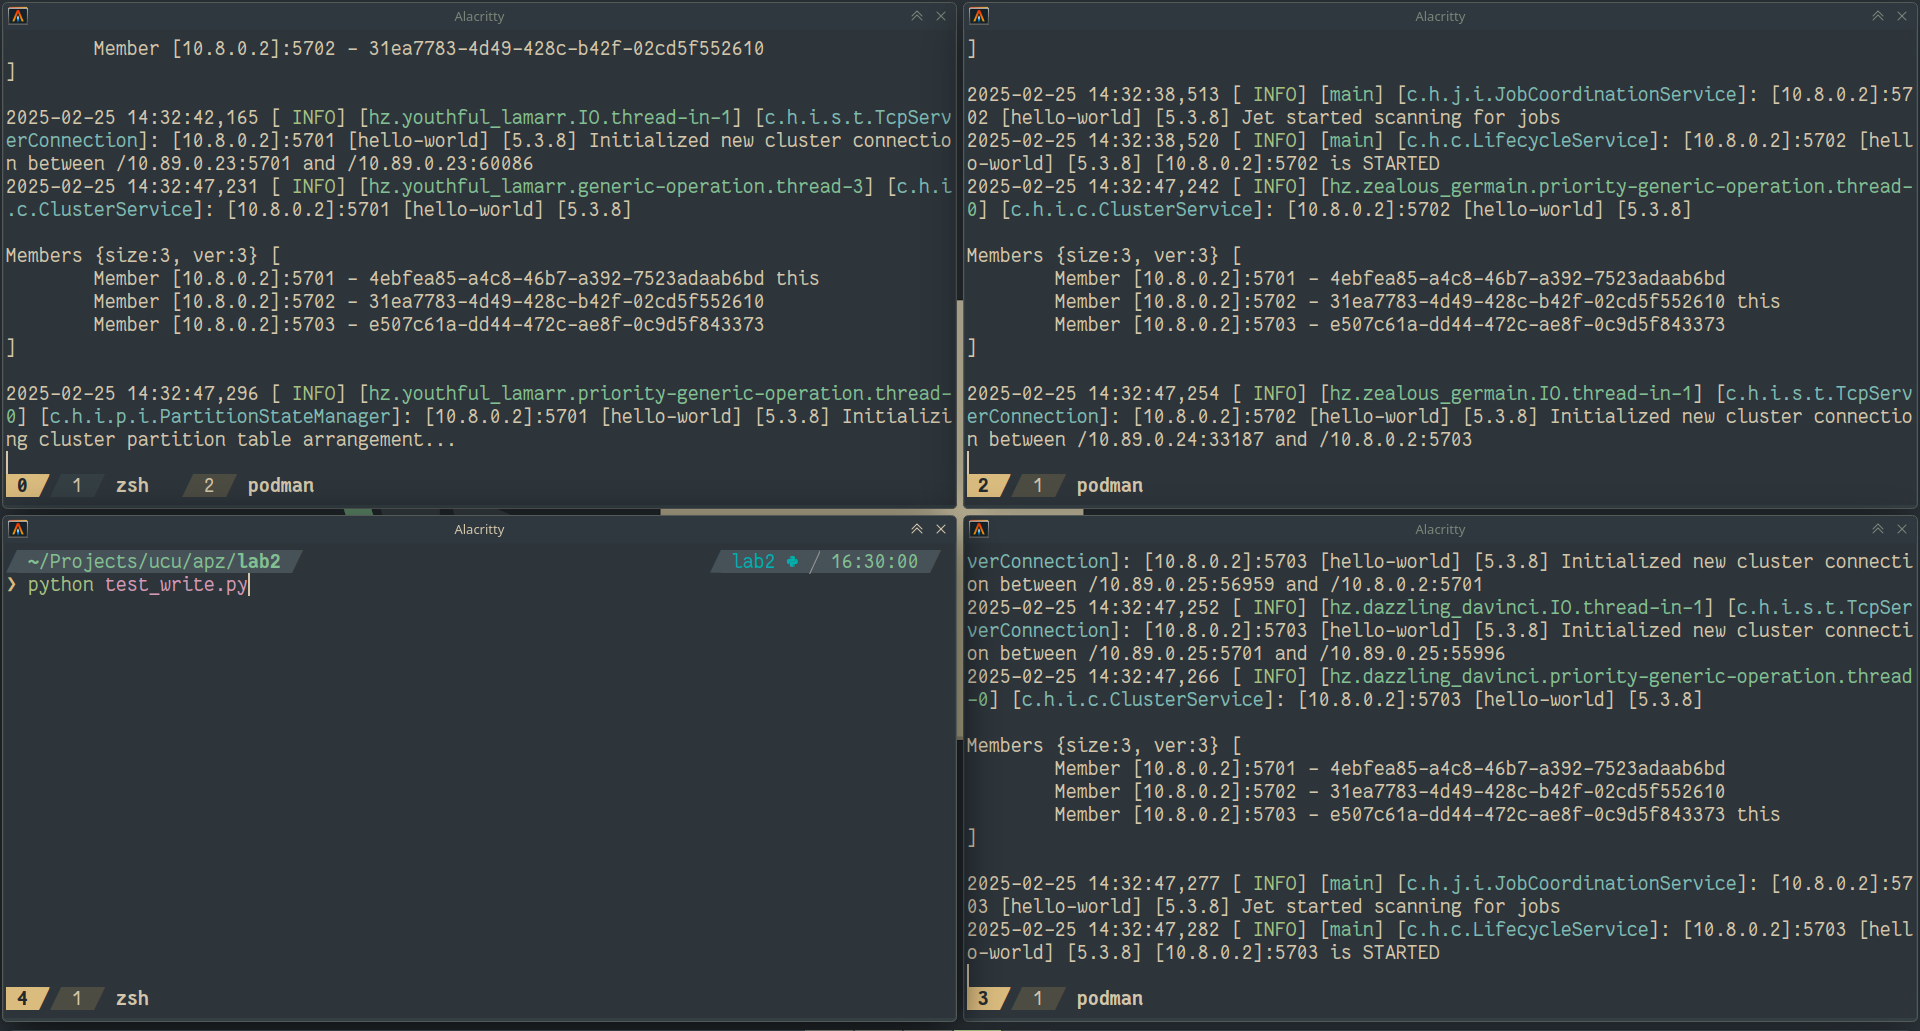 Alacritty
Member [10.8.0.2]:5702 - 31ea7783-4d49-428c-b42f-02cd5f552610
]
2025-02-25 14:32:42,165 [ INFO] [hz.youthful_lamarr.IO.thread-in-1] [c.h.i.s.t.TcpServ
erConnection]: [10.8.0.2]:5701 [hello-world] [5.3.8] Initialized new cluster connectio
n between /10.89.0.23:5701 and /10.89.0.23:60086
2025-02-25 14:32:47,231 [ INFO] [hz.youthful_lamarr.generic-operation.thread-3] [c.h.i
.c.ClusterService]: [10.8.0.2]:5701 [hello-world] [5.3.8]
Members {size:3, ver:3} [
Member [10.8.0.2]:5701 - 4ebfea85-a4c8-46b7-a392-7523adaab6bd this
Member [10.8.0.2]:5702 - 31ea7783-4d49-428c-b42f-02cd5f552610
Member [10.8.0.2]:5703 - e507c61a-dd44-472c-ae8f-0c9d5f843373
]
2025-02-25 14:32:47,296 [ INFO] [hz.youthful_lamarr.priority-generic-operation.thread-
0] [c.h.i.p.i.PartitionStateManager]: [10.8.0.2]:5701 [hello-world] [5.3.8] Initializi
ng cluster partition table arrangement...
0 1 zsh 2 podman
Alacritty
]
2025-02-25 14:32:38,513 [ INFO] [main] [c.h.j.i.JobCoordinationService]: [10.8.0.2]:57
02 [hello-world] [5.3.8] Jet started scanning for jobs
2025-02-25 14:32:38,520 [ INFO] [main] [c.h.c.LifecycleService]: [10.8.0.2]:5702 [hell
o-world] [5.3.8] [10.8.0.2]:5702 is STARTED
2025-02-25 14:32:47,242 [ INFO] [hz.zealous_germain.priority-generic-operation.thread-
0] [c.h.i.c.ClusterService]: [10.8.0.2]:5702 [hello-world] [5.3.8]
Members {size:3, ver:3} [
Member [10.8.0.2]:5701 - 4ebfea85-a4c8-46b7-a392-7523adaab6bd
Member [10.8.0.2]:5702 - 31ea7783-4d49-428c-b42f-02cd5f552610 this
Member [10.8.0.2]:5703 - e507c61a-dd44-472c-ae8f-0c9d5f843373
]
2025-02-25 14:32:47,254 [ INFO] [hz.zealous_germain.IO.thread-in-1] [c.h.i.s.t.TcpServ
erConnection]: [10.8.0.2]:5702 [hello-world] [5.3.8] Initialized new cluster connectio
n between /10.89.0.24:33187 and /10.8.0.2:5703
2 1 podman
Alacritty
~/Projects/ucu/apz/lab2 lab2 16:30:00
❯ python test_write.py
4 1 zsh
Alacritty
verConnection]: [10.8.0.2]:5703 [hello-world] [5.3.8] Initialized new cluster connecti
on between /10.89.0.25:56959 and /10.8.0.2:5701
2025-02-25 14:32:47,252 [ INFO] [hz.dazzling_davinci.IO.thread-in-1] [c.h.i.s.t.TcpSer
verConnection]: [10.8.0.2]:5703 [hello-world] [5.3.8] Initialized new cluster connecti
on between /10.89.0.25:5701 and /10.89.0.25:55996
2025-02-25 14:32:47,266 [ INFO] [hz.dazzling_davinci.priority-generic-operation.thread
-0] [c.h.i.c.ClusterService]: [10.8.0.2]:5703 [hello-world] [5.3.8]
Members {size:3, ver:3} [
Member [10.8.0.2]:5701 - 4ebfea85-a4c8-46b7-a392-7523adaab6bd
Member [10.8.0.2]:5702 - 31ea7783-4d49-428c-b42f-02cd5f552610
Member [10.8.0.2]:5703 - e507c61a-dd44-472c-ae8f-0c9d5f843373 this
]
2025-02-25 14:32:47,277 [ INFO] [main] [c.h.j.i.JobCoordinationService]: [10.8.0.2]:57
03 [hello-world] [5.3.8] Jet started scanning for jobs
2025-02-25 14:32:47,282 [ INFO] [main] [c.h.c.LifecycleService]: [10.8.0.2]:5703 [hell
o-world] [5.3.8] [10.8.0.2]:5703 is STARTED
3 1 podman